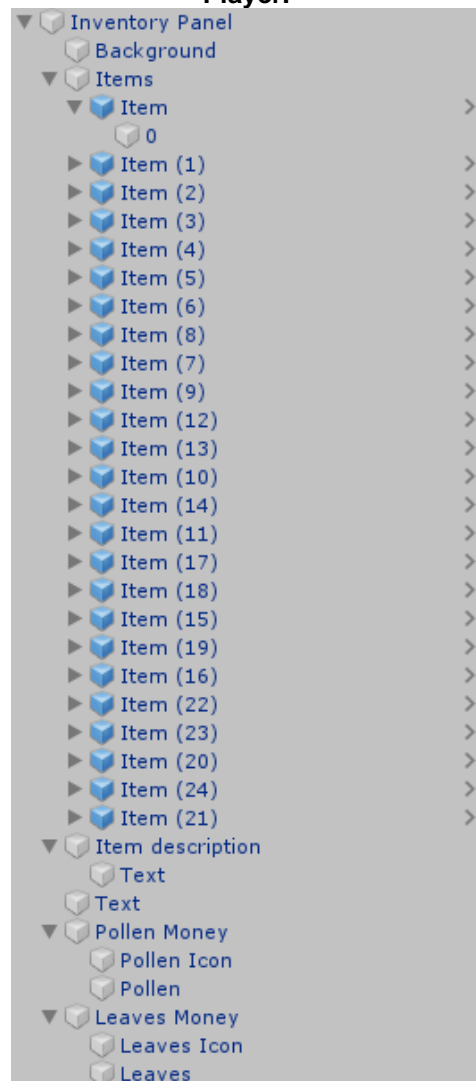 Player:
Inventory Panel
Background
Items
Item
0
Item (1)
Item (2)
Item (3)
Item (4)
Item (5)
Item (6)
Item (8)
Item (7)
Item (9)
Item (12)
Item (13)
Item (10)
Item (14)
Item (11)
Item (17)
Item (18)
Item (15)
Item (19)
Item (16)
Item (22)
Item (23)
Item (20)
Item (24)
Item (21)
Item description
Text
Text
Pollen Money
Pollen Icon
Pollen
Leaves Money
Leaves Icon
Leaves